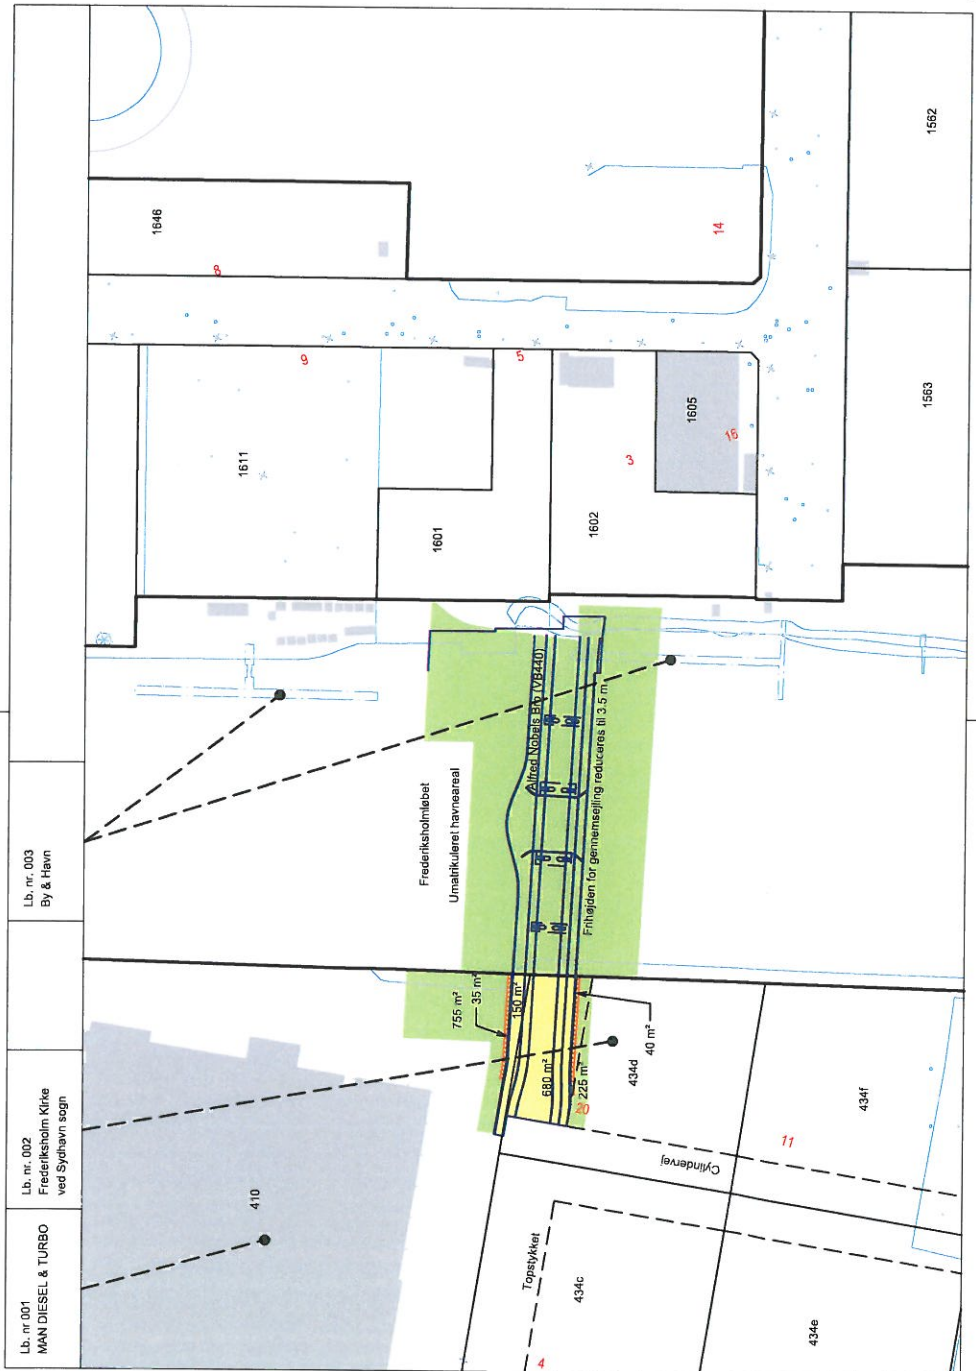 Lb. nr 001
MAN DIESEL & TURBO
Lb. nr. 002
Frederiksholm Kirke
ved Sydhavn sogn
Lb. nr. 003
By & Havn
1646
8
14
1562
9
5
1611
1605
16
3
1563
1601
1602
Alfred Nobels Bro (VB440)
Frihøjden for gennemsejling reduceres til 3.5 m
Frederiksholmløbet
Umatrikuleret havneareal
755 m²
35 m²
150 m²
680 m²
225 m²
40 m²
20
434d
434f
11
Cylindervej
410
Topstykket
434c
434e
4